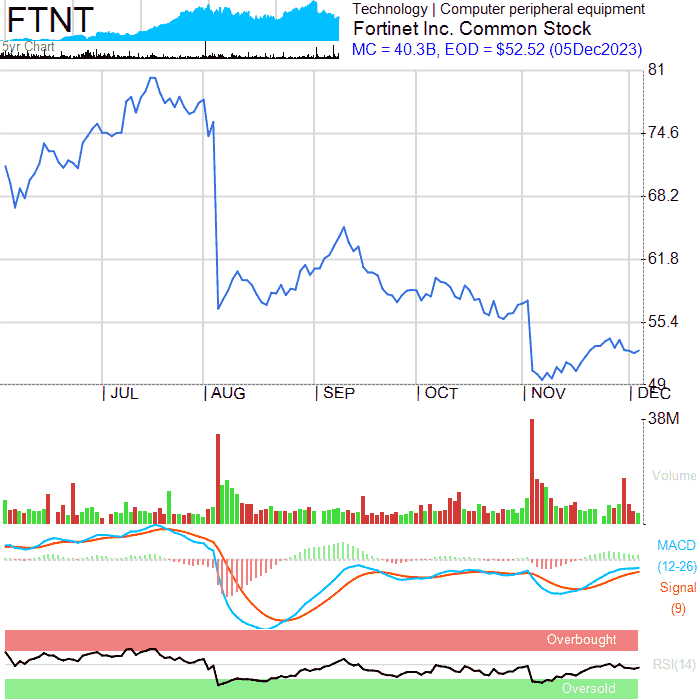 FTNT
5yr Chart
Technology | Computer peripheral equipment
Fortinet Inc. Common Stock
MC = 40.3B, EOD = $52.52 (05Dec2023)
81
74.6
68.2
61.8
55.4
49
JUL AUG SEP OCT NOV DEC
38M
Volume
MACD
(12-26)
Signal
(9)
Overbought
RSI(14)
Oversold